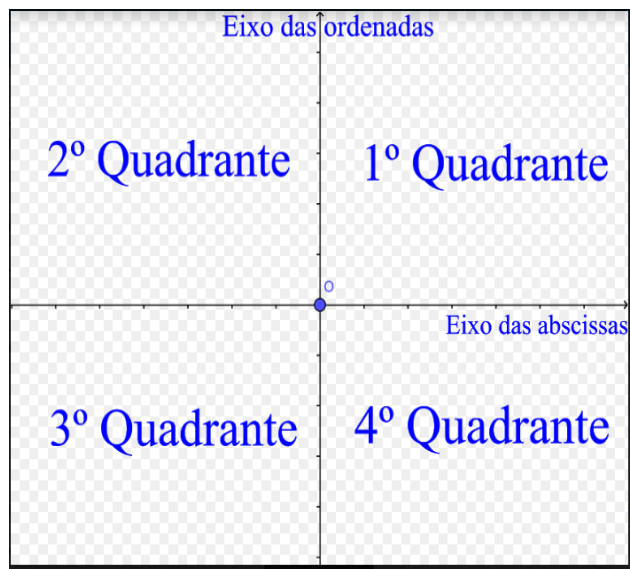 Eixo das ordenadas
2º Quadrante
1º Quadrante
O
Eixo das abscissas
3º Quadrante
4º Quadrante